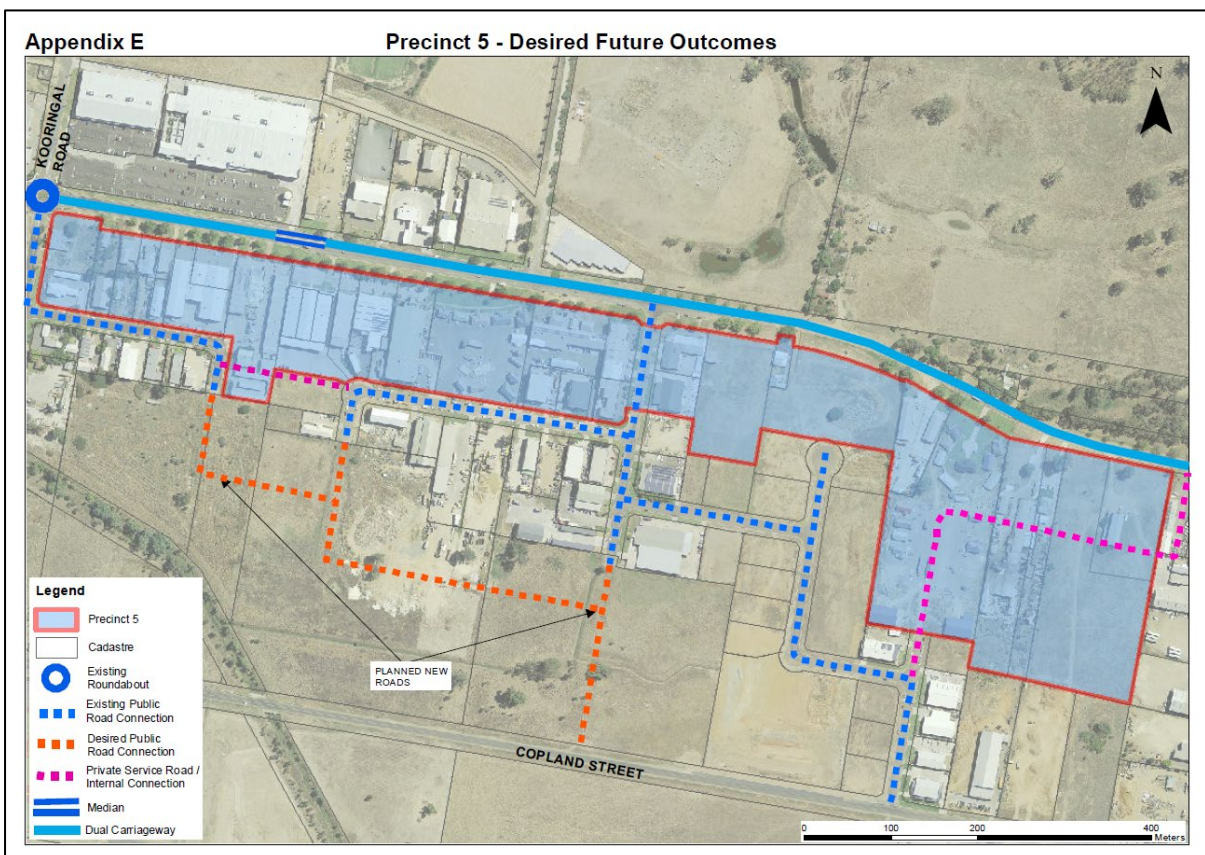 Appendix E
Precinct 5 - Desired Future Outcomes
N
KOORINGAL
ROAD
PLANNED NEW
ROADS
COPLAND STREET
Legend
Precinct 5
Cadastre
Existing
Roundabout
Existing Public
Road Connection
Desired Public
Road Connection
Private Service Road /
Internal Connection
Median
Dual Carriageway
0 100 200 400
Meters